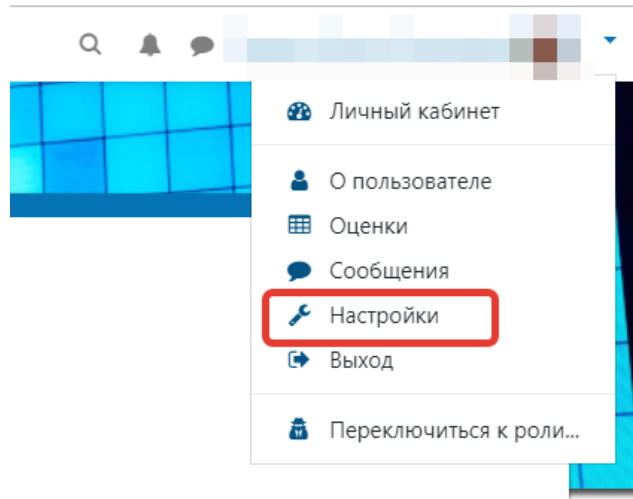 Личный кабинет
О пользователе
Оценки
Сообщения
Настройки
Выход
Переключиться к роли...